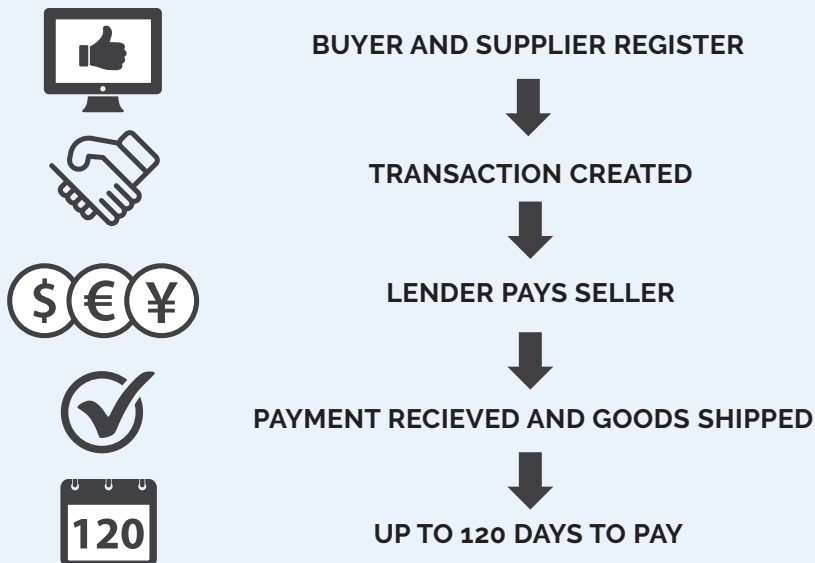 BUYER AND SUPPLIER REGISTER
TRANSACTION CREATED
$ € ¥
LENDER PAYS SELLER
PAYMENT RECIEVED AND GOODS SHIPPED
120
UP TO 120 DAYS TO PAY